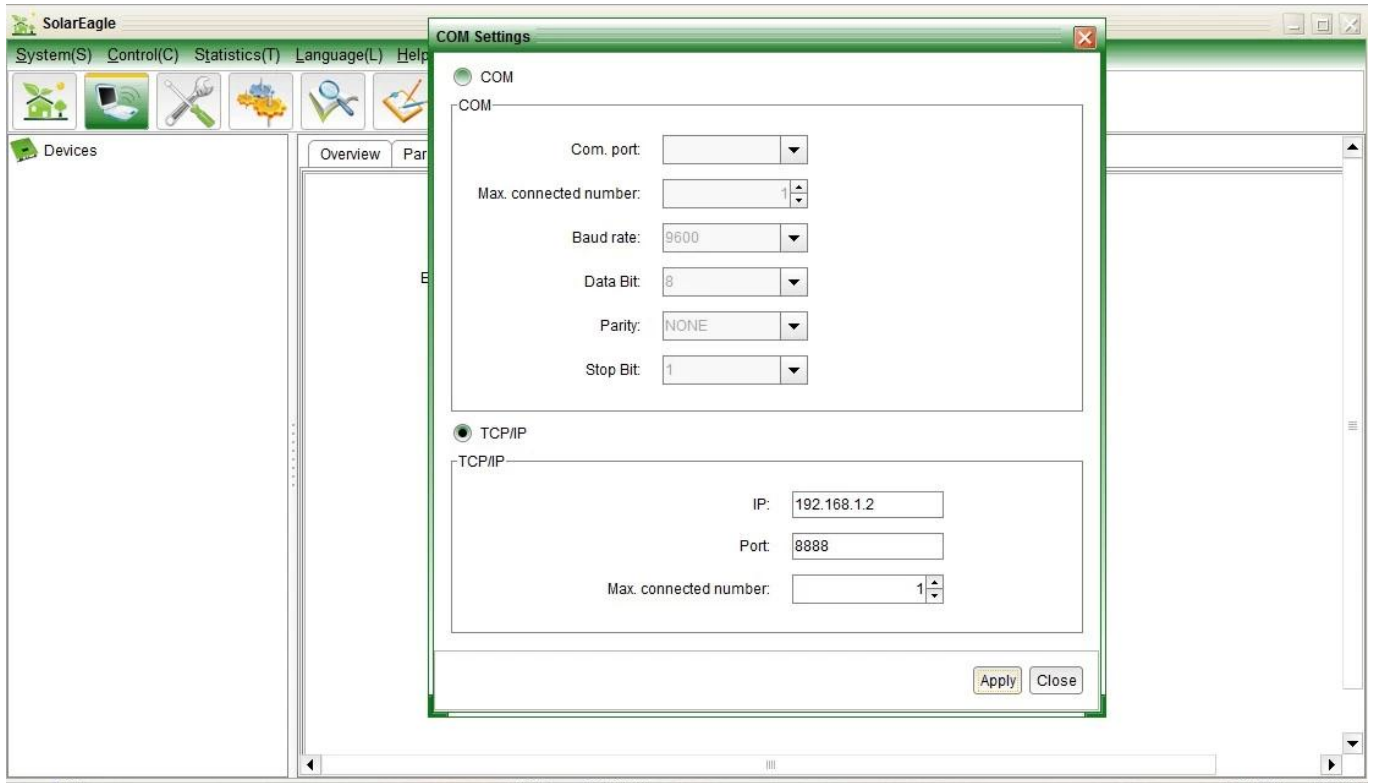 SolarEagle
System(S) Control(C) Statistics(T) Language(L) Help
Devices
Overview Par
E
COM Settings
COM
COM
Com. port:
Max. connected number: 1
Baud rate: 9600
Data Bit: 8
Parity: NONE
Stop Bit: 1
TCP/IP
TCP/IP
IP: 192.168.1.2
Port: 8888
Max. connected number: 1
Apply Close